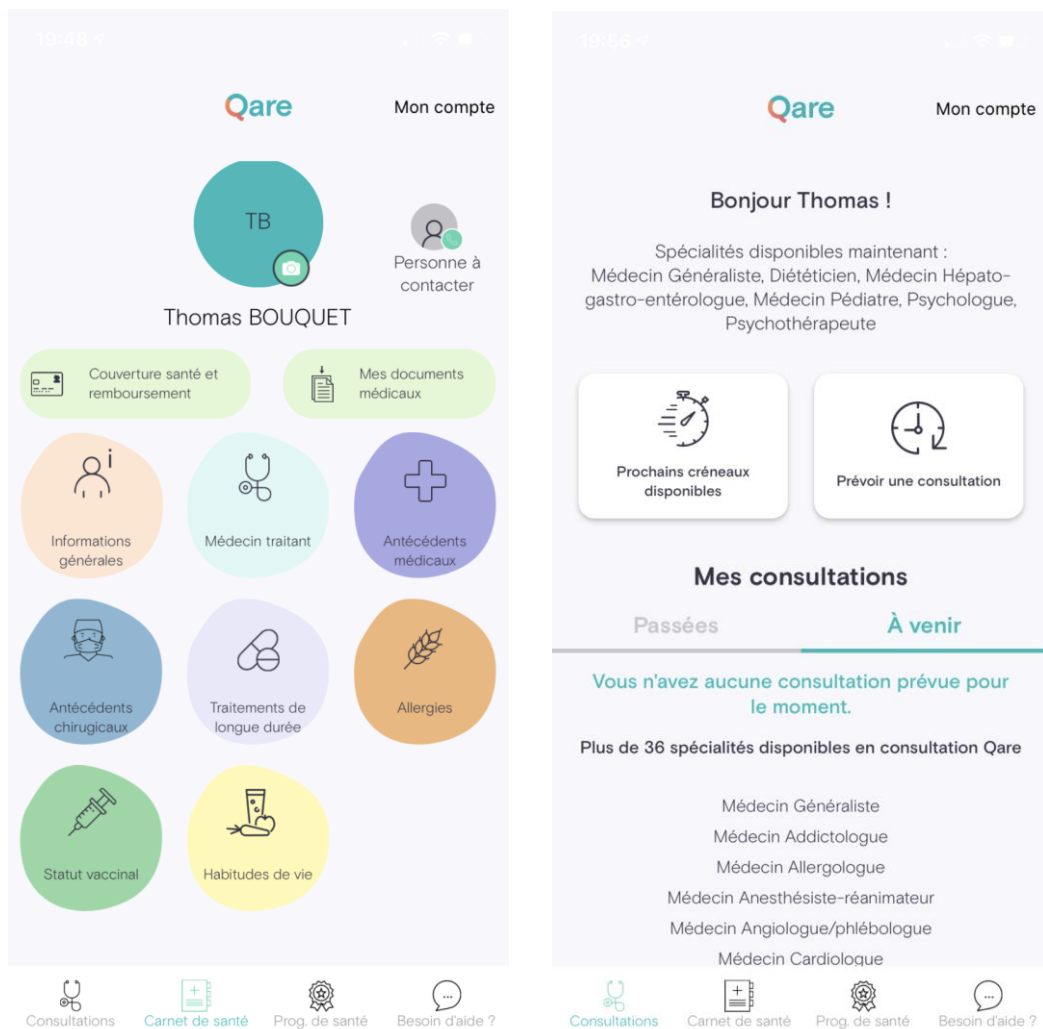 19:48
Qare
Mon compte
TB
Personne à
contacter
Thomas BOUQUET
Couverture santé et
remboursement
Mes documents
médicaux
i
Informations
générales
Médecin traitant
Antécédents
médicaux
Antécédents
chirugicaux
Traitements de
longue durée
Allergies
Statut vaccinal
Habitudes de vie
Consultations
Carnet de santé
Prog. de santé
Besoin d'aide ?
19:56
Qare
Mon compte
Bonjour Thomas !
Spécialités disponibles maintenant :
Médecin Généraliste, Diététicien, Médecin Hépato-
gastro-entérologue, Médecin Pédiatre, Psychologue,
Psychothérapeute
Prochains créneaux
disponibles
Prévoir une consultation
Mes consultations
Passées
À venir
Vous n'avez aucune consultation prévue pour
le moment.
Plus de 36 spécialités disponibles en consultation Qare
Médecin Généraliste
Médecin Addictologue
Médecin Allergologue
Médecin Anesthésiste-réanimateur
Médecin Angiologue/phlébologue
Médecin Cardiologue
Consultations
Carnet de santé
Prog. de santé
Besoin d'aide ?